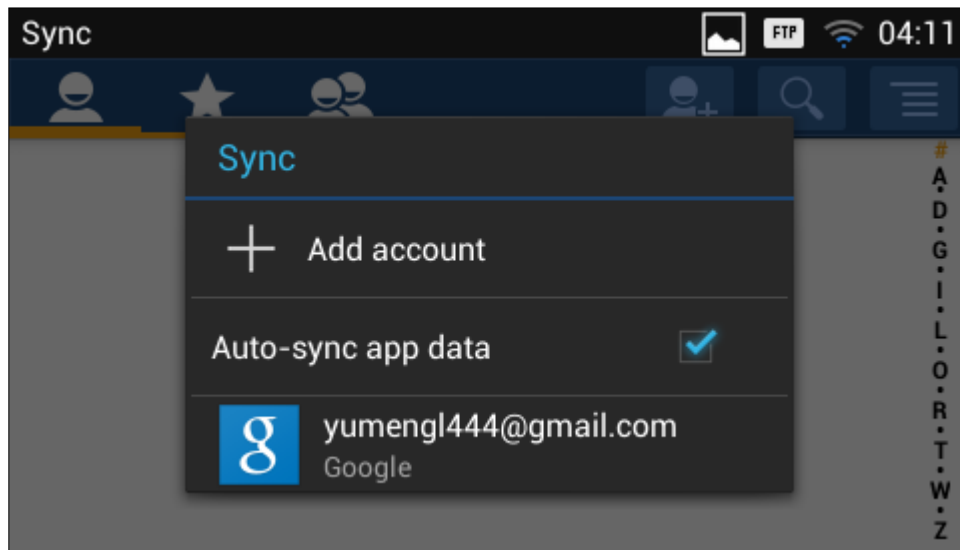 Sync
FTP
04:11
Sync
Add account
Auto-sync app data
g
yumengl444@gmail.com
Google
#
A
D
G
I
L
O
R
T
W
Z